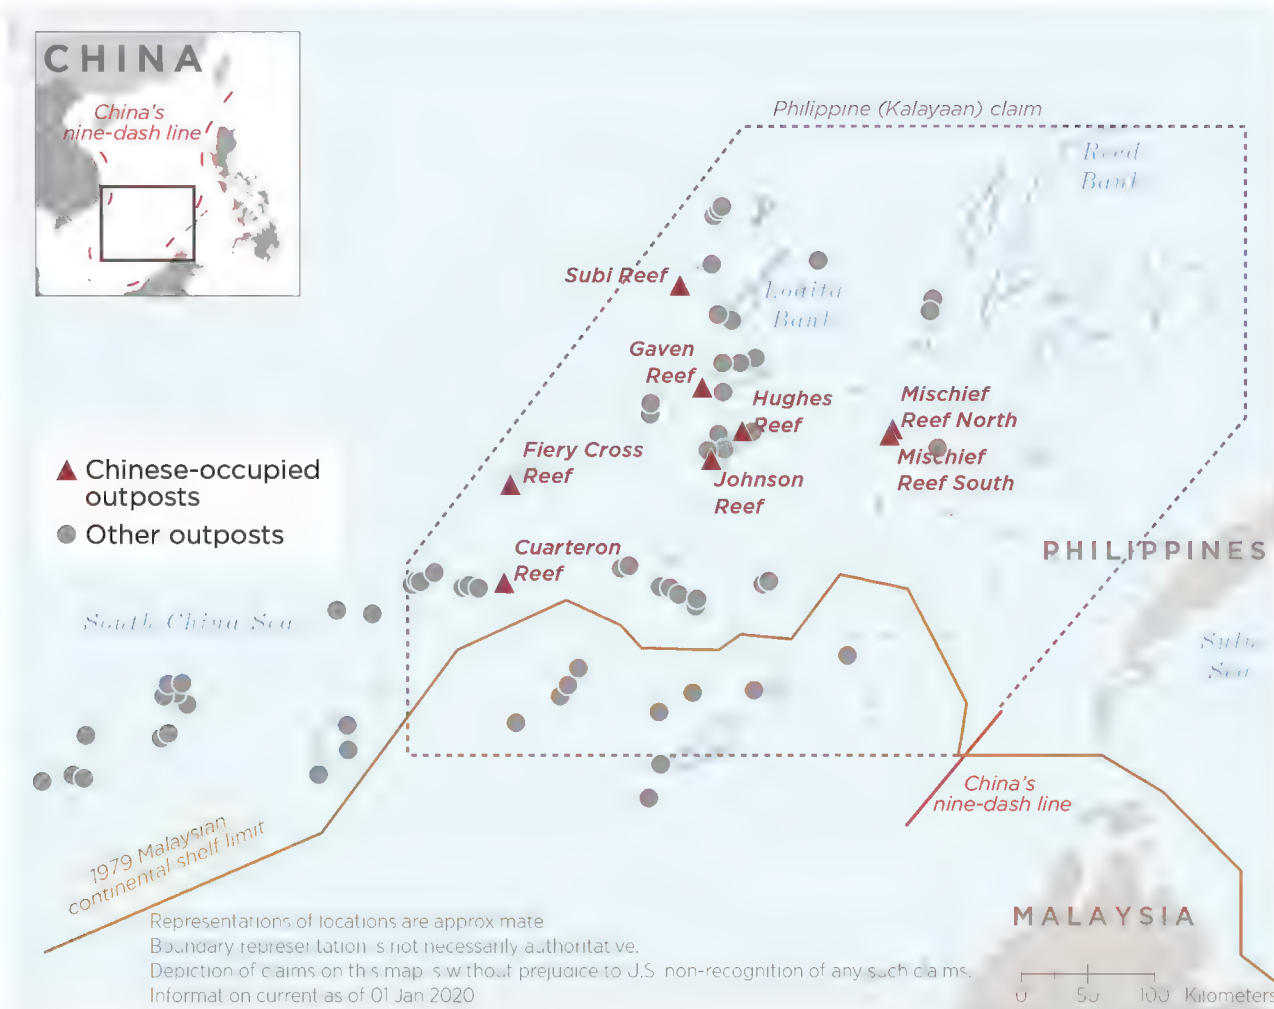 CHINA
China's
nine-dash line
Philippine (Kalayaan) claim
Reed
Bank
Subi Reef
Loaita
Bank
Gaven
Reef
Hughes
Reef
Mischief
Reef North
Mischief
Reef South
Fiery Cross
Reef
Johnson
Reef
Chinese-occupied
outposts
Other outposts
Cuarteron
Reef
PHILIPPINES
South China Sea
Sulu
Sea
China's
nine-dash line
1979 Malaysian
continental shelf limit
MALAYSIA
Representations of locations are approximate
Boundary representation is not necessarily authoritative.
Depiction of claims on this map is without prejudice to U.S. non-recognition of any such claims.
Information current as of 01 Jan 2020
0 50 100 Kilometers